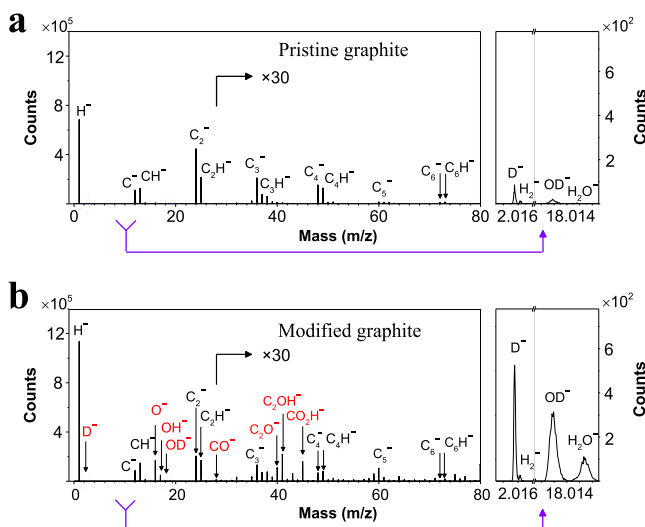 a
×10⁵
Pristine graphite
×30
12
8
4
Counts
H⁻
C⁻
CH⁻
C₂⁻
C₂H⁻
C₃⁻
C₃H⁻
C₄⁻
C₄H⁻
C₅⁻
C₆⁻
C₆H⁻
0 20 40 60 80
Mass (m/z)
×10²
6
4
2
Counts
D⁻
H₂⁻
OD⁻
H₂O⁻
2.016 18.014
b
×10⁵
Modified graphite
×30
12
8
4
Counts
H⁻
D⁻
C⁻
CH⁻
O⁻
OH⁻
OD⁻
C₂⁻
C₂H⁻
CO⁻
C₃⁻
C₂O⁻
C₂OH⁻
CO₂H⁻
C₄⁻
C₄H⁻
C₅⁻
C₆⁻
C₆H⁻
0 20 40 60 80
Mass (m/z)
×10²
6
4
2
Counts
D⁻
H₂⁻
OD⁻
H₂O⁻
2.016 18.014